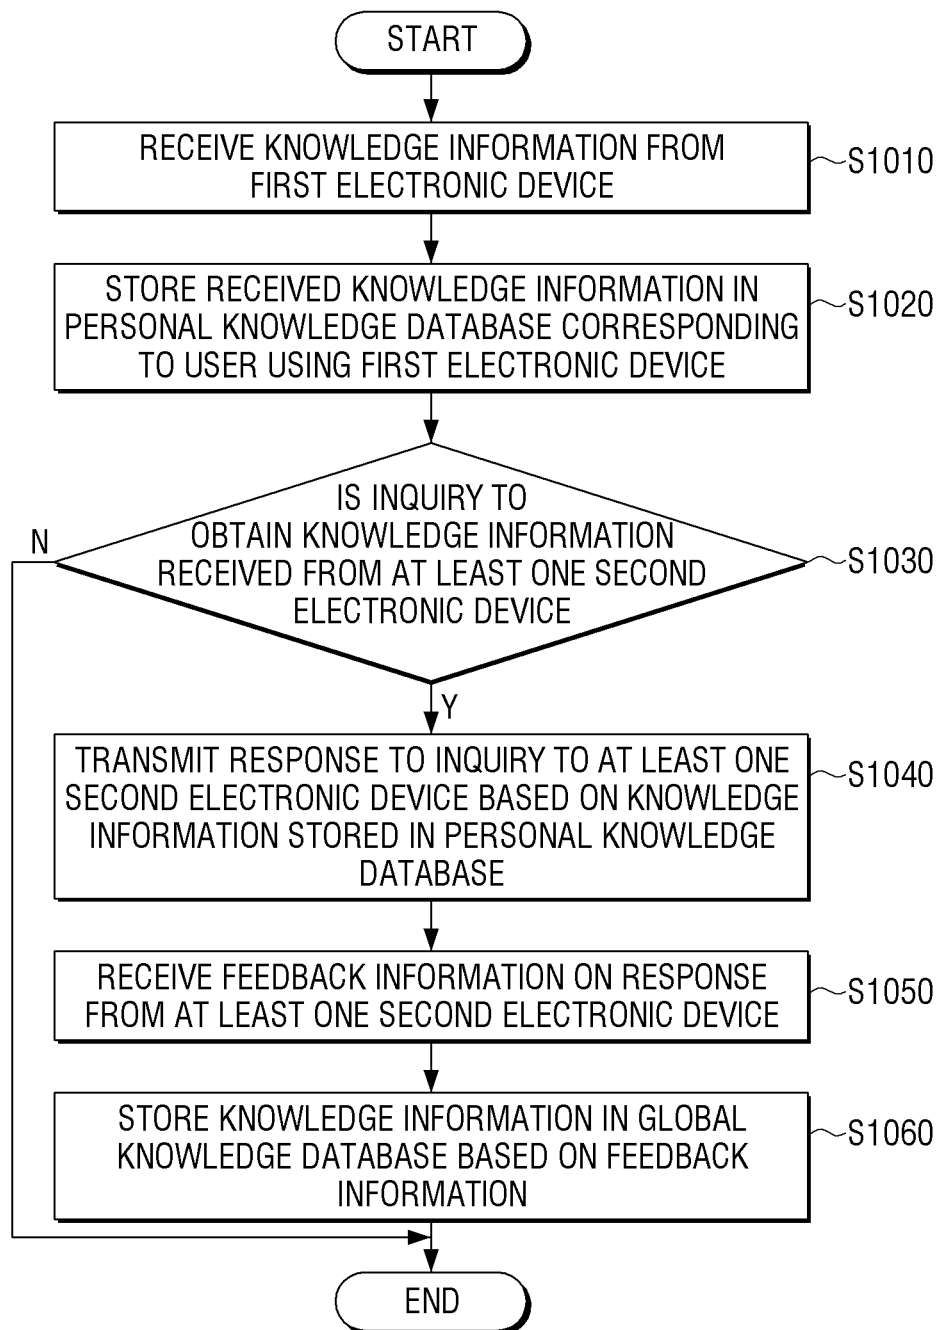 START
RECEIVE KNOWLEDGE INFORMATION FROM
FIRST ELECTRONIC DEVICE
S1010
STORE RECEIVED KNOWLEDGE INFORMATION IN
PERSONAL KNOWLEDGE DATABASE CORRESPONDING
TO USER USING FIRST ELECTRONIC DEVICE
S1020
IS INQUIRY TO
OBTAIN KNOWLEDGE INFORMATION
RECEIVED FROM AT LEAST ONE SECOND
ELECTRONIC DEVICE
S1030
N
Y
TRANSMIT RESPONSE TO INQUIRY TO AT LEAST ONE
SECOND ELECTRONIC DEVICE BASED ON KNOWLEDGE
INFORMATION STORED IN PERSONAL KNOWLEDGE
DATABASE
S1040
RECEIVE FEEDBACK INFORMATION ON RESPONSE
FROM AT LEAST ONE SECOND ELECTRONIC DEVICE
S1050
STORE KNOWLEDGE INFORMATION IN GLOBAL
KNOWLEDGE DATABASE BASED ON FEEDBACK
INFORMATION
S1060
END